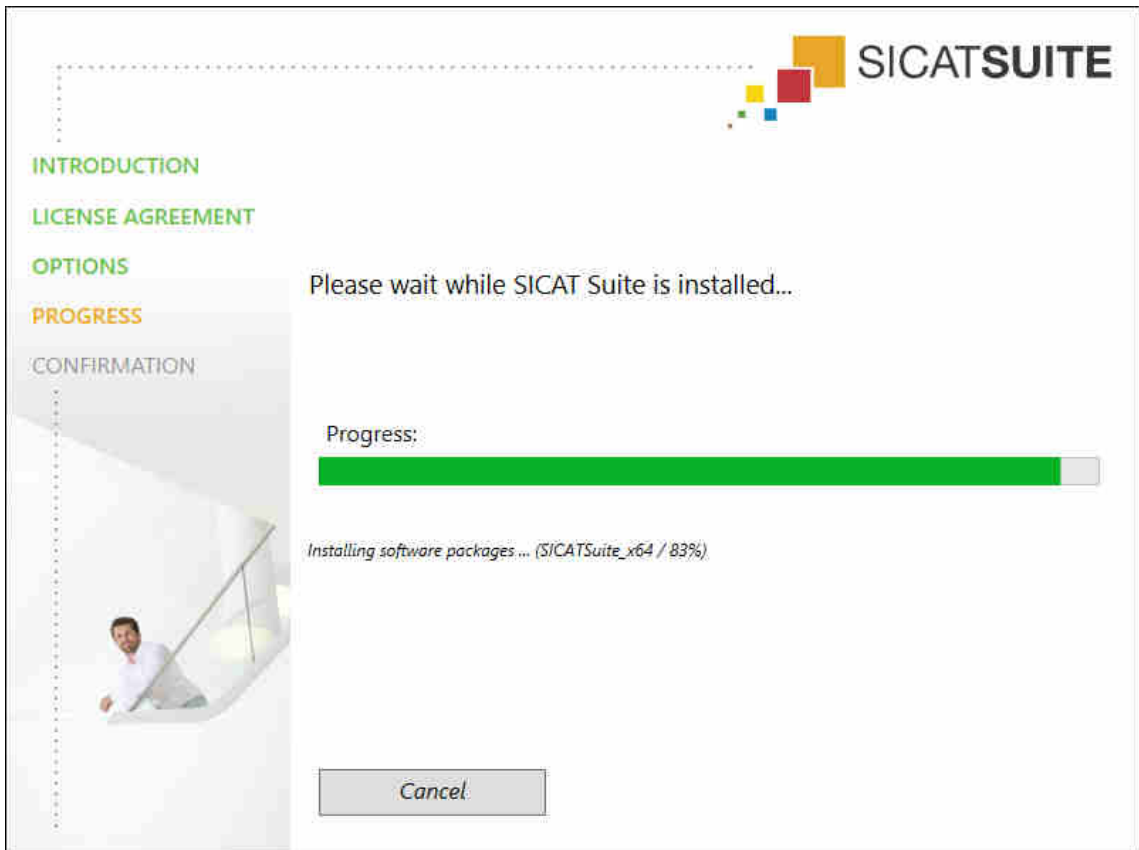 SICATSUITE
INTRODUCTION
LICENSE AGREEMENT
OPTIONS
PROGRESS
CONFIRMATION
Please wait while SICAT Suite is installed...
Progress:
Installing software packages ... (SICATSuite_x64 / 83%)
Cancel